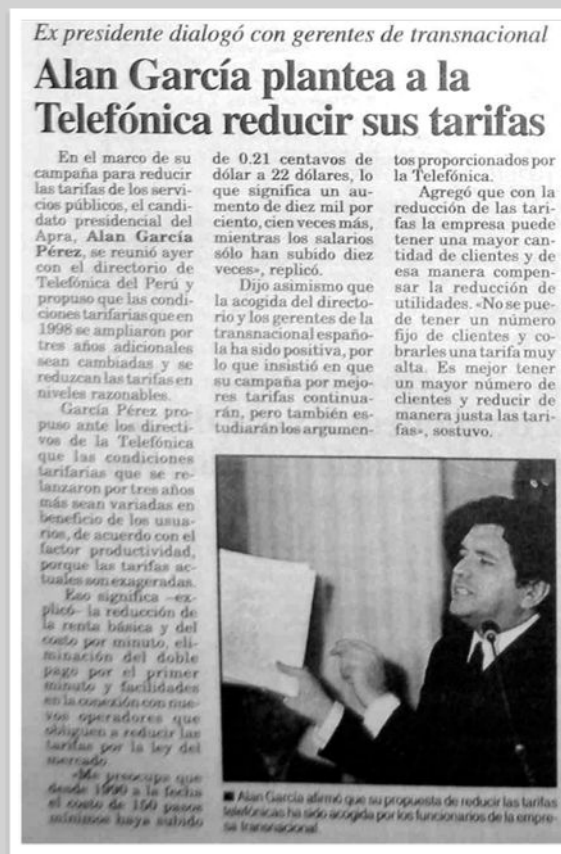 Ex presidente dialogó con gerentes de transnacional
Alan García plantea a la
Telefónica reducir sus tarifas
En el marco de su
campaña para reducir
las tarifas de los servi-
cios públicos, el candi-
dato presidencial del
Apra, Alan García
Pérez, se reunió ayer
con el directorio de
Telefónica del Perú y
propuso que las condi-
ciones tarifarias que en
1998 se ampliaron por
tres años adicionales
sean cambiadas y se
reduzcan las tarifas en
niveles razonables.
García Pérez pro-
puso ante los directi-
vos de la Telefónica
que las condiciones
tarifarias que se re-
lanzaron por tres años
más sean variadas en
beneficio de los usua-
rios, de acuerdo con el
factor productividad,
porque las tarifas ac-
tuales son exageradas.
Eso significa –ex-
plicó– la reducción de
la renta básica y del
costo por minuto, eli-
minación del doble
pago por el primer
minuto y facilidades
en la conexión con nue-
vos operadores que
obliguen a reducir las
tarifas por la ley del
mercado.
«Me preocupa que
desde 1990 a la fecha
el costo de 150 pasos
mínimos haya subido
de 0.21 centavos de
dólar a 22 dólares, lo
que significa un au-
mento de diez mil por
ciento, cien veces más,
mientras los salarios
sólo han subido diez
veces», replicó.
Dijo asimismo que
la acogida del directo-
rio y los gerentes de la
transnacional españo-
la ha sido positiva, por
lo que insistió en que
su campaña por mejo-
res tarifas continua-
rán, pero también es-
tudiarán los argumen-
tos proporcionados por
la Telefónica.
Agregó que con la
reducción de las tari-
fas la empresa puede
tener una mayor can-
tidad de clientes y de
esa manera compen-
sar la reducción de
utilidades. «No se pue-
de tener un número
fijo de clientes y co-
brarles una tarifa muy
alta. Es mejor tener
un mayor número de
clientes y reducir de
manera justa las tari-
fas», sostuvo.
■ Alan García afirmó que su propuesta de reducir las tarifas
telefónicas ha sido acogida por los funcionarios de la empre-
sa transnacional.